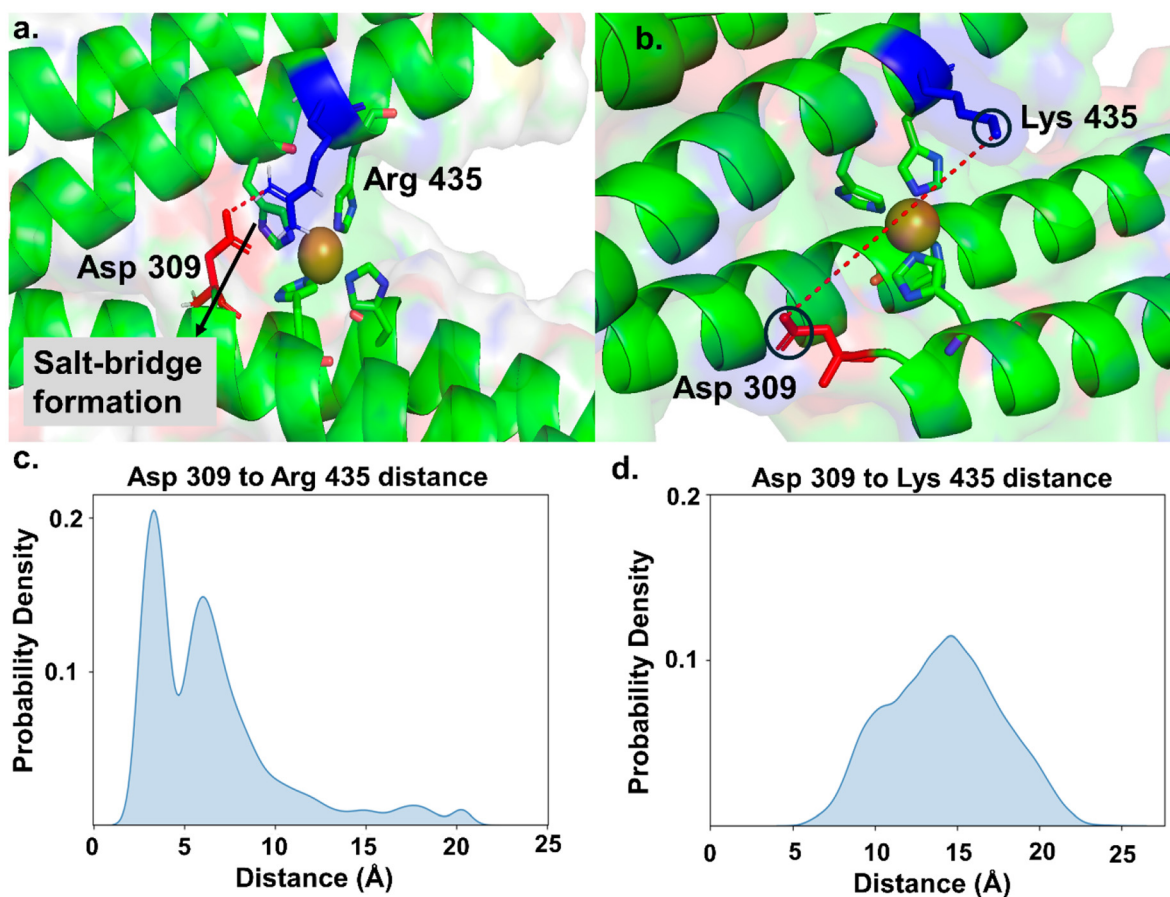 a.
Arg 435
Asp 309
Salt-bridge
formation
b.
Lys 435
Asp 309
c.
Asp 309 to Arg 435 distance
Probability Density
0.2
0.1
0 5 10 15 20 25
Distance (Å)
d.
Asp 309 to Lys 435 distance
Probability Density
0.2
0.1
0 5 10 15 20 25
Distance (Å)